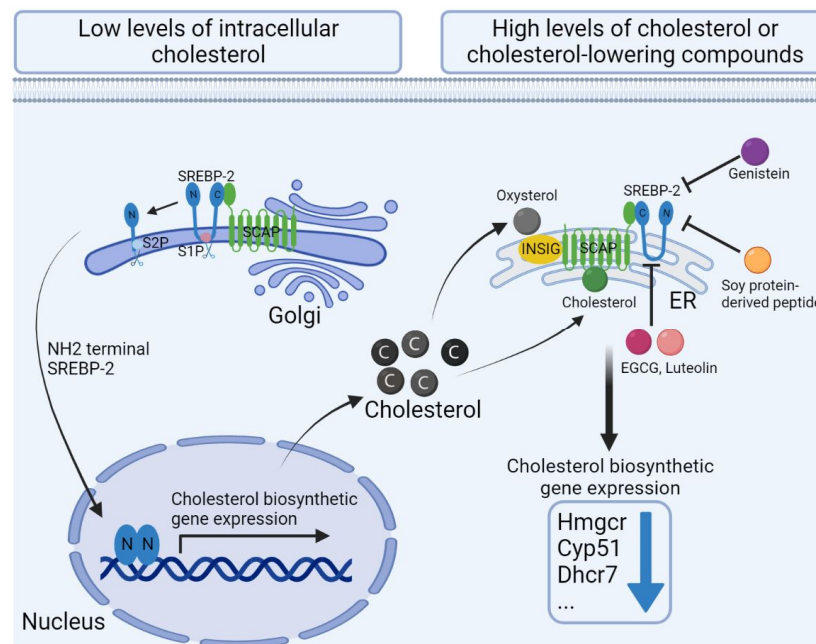 Low levels of intracellular
cholesterol
High levels of cholesterol or
cholesterol-lowering compounds
SREBP-2
N
N
C
S2P
S1P
SCAP
Golgi
NH2 terminal
SREBP-2
Oxysterol
INSIG
SCAP
SREBP-2
C
N
Genistein
Soy protein-
derived peptide
Cholesterol
ER
EGCG, Luteolin
C
C
C
C
C
Cholesterol
Cholesterol biosynthetic
gene expression
N N
Nucleus
Cholesterol biosynthetic
gene expression
Hmgcr
Cyp51
Dhcr7
...